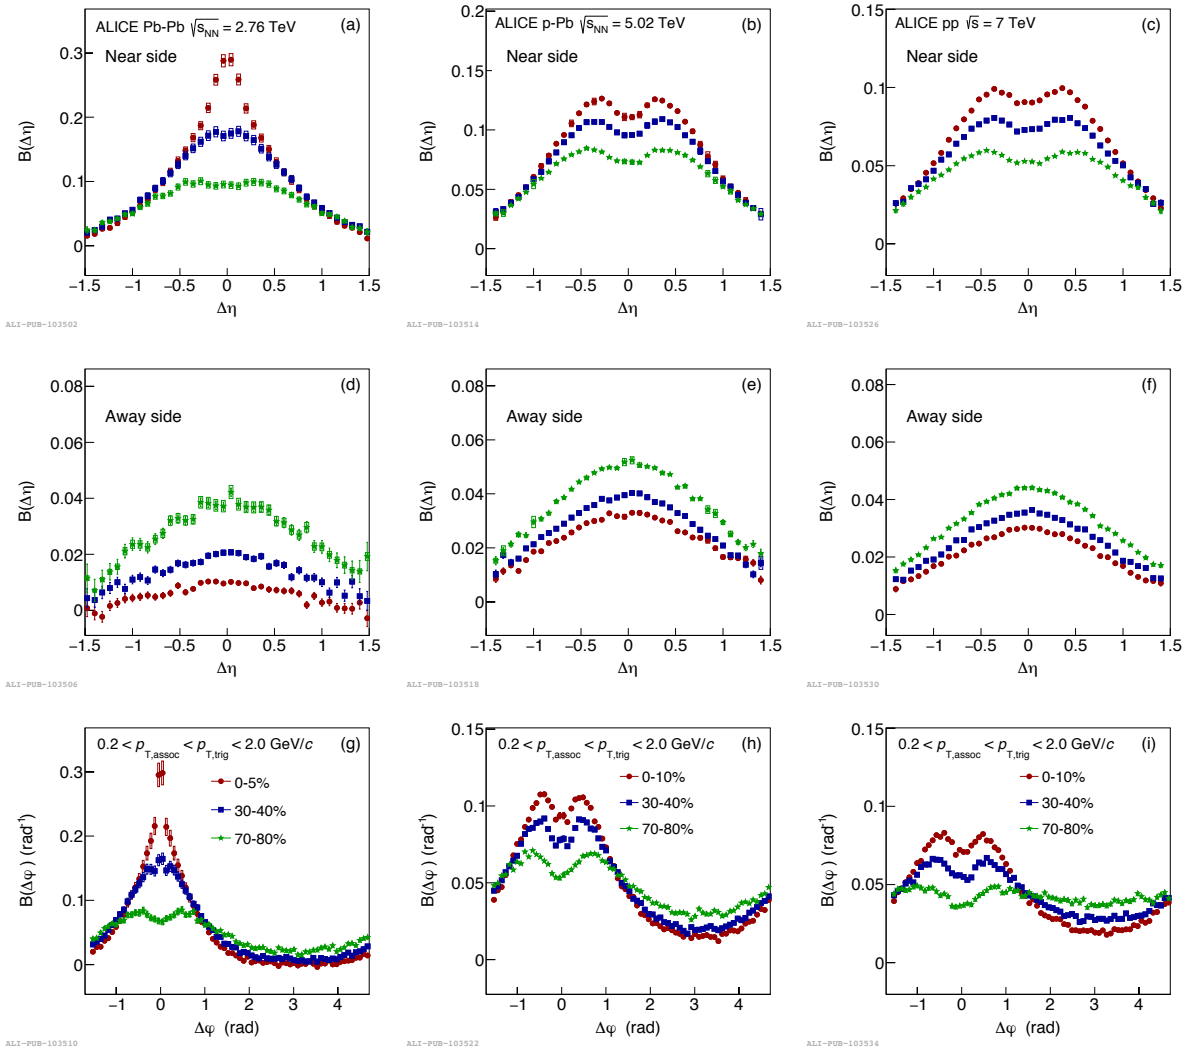 ALICE Pb-Pb √sNN = 2.76 TeV (a)
Near side
0.3
0.2
0.1
0
B(Δη)
−1.5 −1 −0.5 0 0.5 1 1.5
Δη
ALI-PUB-103502
ALICE p-Pb √sNN = 5.02 TeV (b)
Near side
0.2
0.15
0.1
0.05
0
B(Δη)
−1.5 −1 −0.5 0 0.5 1 1.5
Δη
ALI-PUB-103514
ALICE pp √s = 7 TeV (c)
Near side
0.15
0.1
0.05
0
B(Δη)
−1.5 −1 −0.5 0 0.5 1 1.5
Δη
ALI-PUB-103526
(d)
Away side
0.08
0.06
0.04
0.02
0
B(Δη)
−1.5 −1 −0.5 0 0.5 1 1.5
Δη
ALI-PUB-103506
(e)
Away side
0.08
0.06
0.04
0.02
0
B(Δη)
−1.5 −1 −0.5 0 0.5 1 1.5
Δη
ALI-PUB-103518
(f)
Away side
0.08
0.06
0.04
0.02
0
B(Δη)
−1.5 −1 −0.5 0 0.5 1 1.5
Δη
ALI-PUB-103530
0.2 < pT,assoc < pT,trig < 2.0 GeV/c (g)
0-5%
30-40%
70-80%
0.3
0.2
0.1
0
B(Δφ) (rad-1)
−1 0 1 2 3 4
Δφ (rad)
ALI-PUB-103510
0.2 < pT,assoc < pT,trig < 2.0 GeV/c (h)
0-10%
30-40%
70-80%
0.15
0.1
0.05
0
B(Δφ) (rad-1)
−1 0 1 2 3 4
Δφ (rad)
ALI-PUB-103522
0.2 < pT,assoc < pT,trig < 2.0 GeV/c (i)
0-10%
30-40%
70-80%
0.15
0.1
0.05
0
B(Δφ) (rad-1)
−1 0 1 2 3 4
Δφ (rad)
ALI-PUB-103534